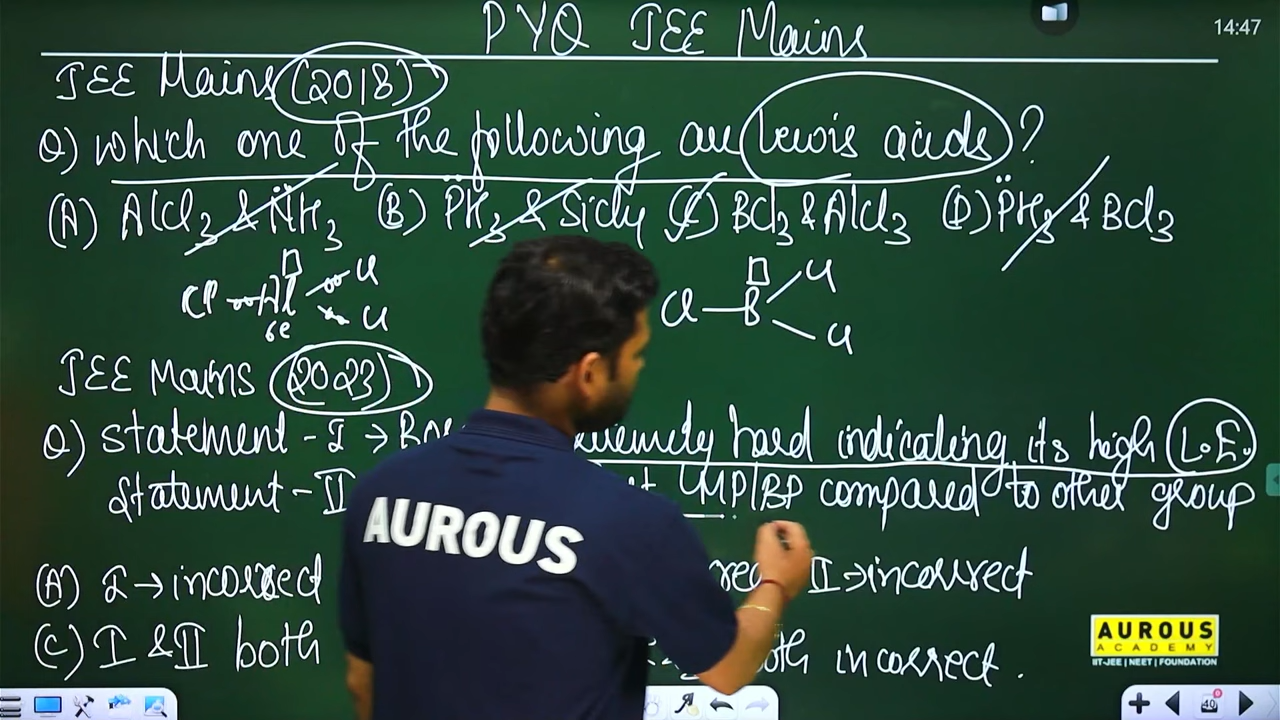 PYQ JEE Mains
14:47
JEE Mains (2018)
Q) which one of the following are lewis acids?
(A) AlCl3 & NH3 (B) PH3 & SiCl4 (C) BCl3 & AlCl3 (D) PH3 & BCl3
Cl Al Cl Cl 6e
Cl B Cl Cl
JEE Mains (2023)
Q) Statement - I → extremely hard indicating its high L.E.
Statement - II MP/BP compared to other group
(A) I → incorrect II → incorrect
(C) I & II both both incorrect.
AUROUS
AUROUS
ACADEMY
IIT-JEE | NEET | FOUNDATION
40